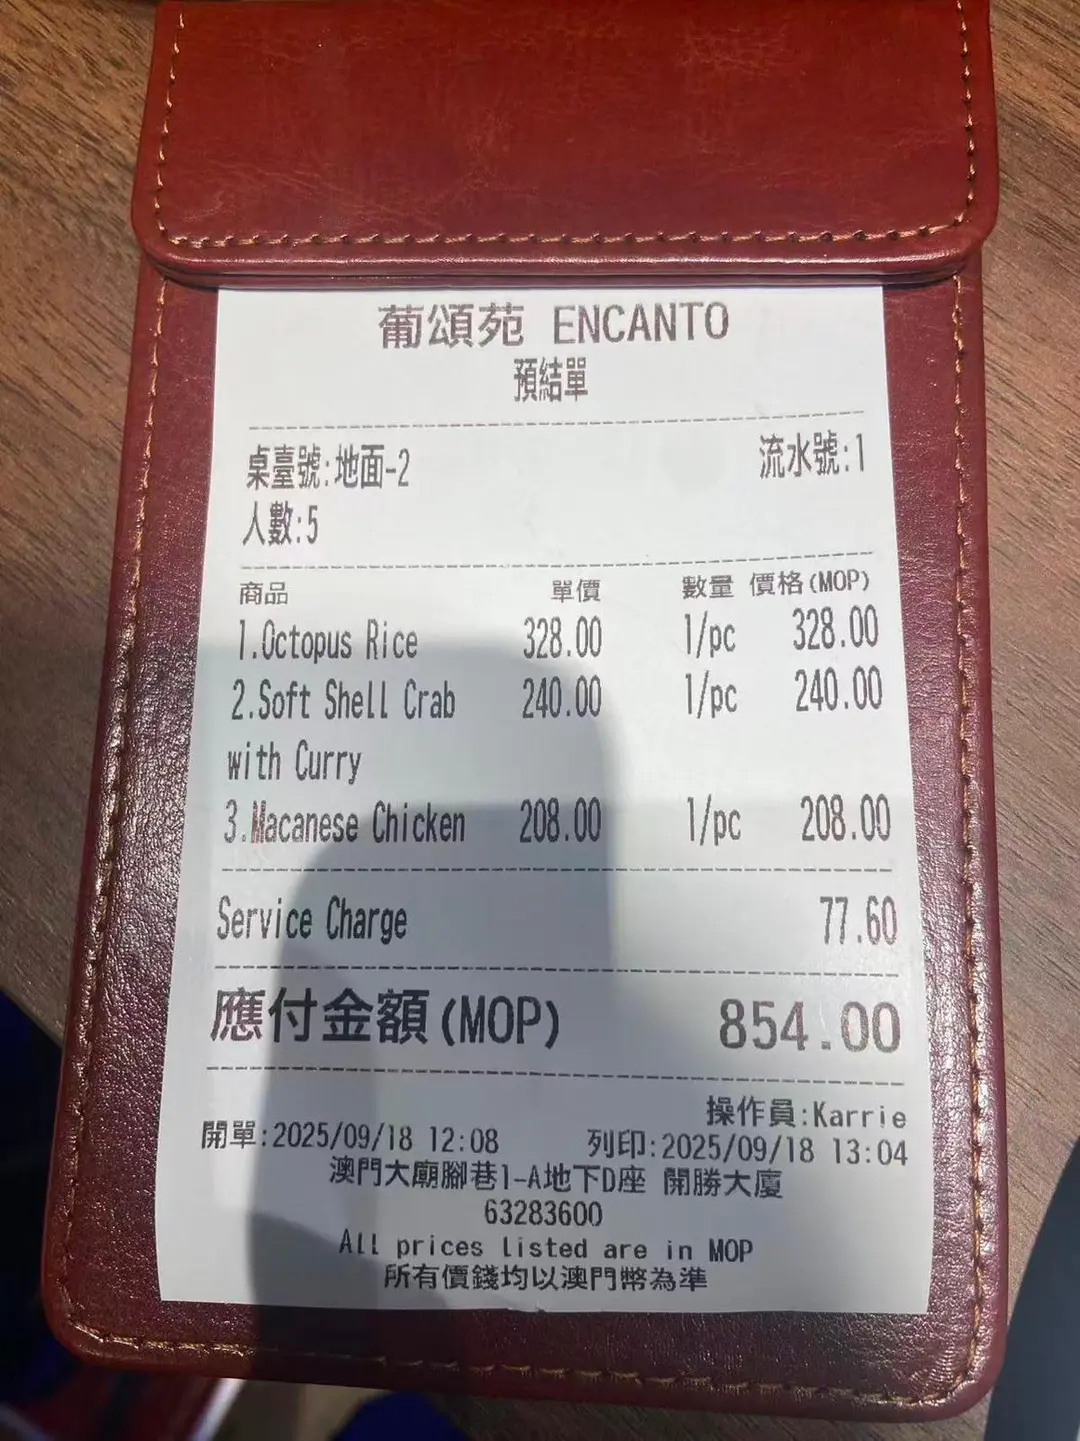 葡頌苑 ENCANTO
預結單
桌臺號:地面-2 流水號:1
人數:5
商品 單價 數量 價格(MOP)
1.Octopus Rice 328.00 1/pc 328.00
2.Soft Shell Crab 240.00 1/pc 240.00
with Curry
3.Macanese Chicken 208.00 1/pc 208.00
Service Charge 77.60
應付金額(MOP) 854.00
操作員:Karrie
開單:2025/09/18 12:08 列印:2025/09/18 13:04
澳門大廟腳巷1-A地下D座 開勝大廈
63283600
All prices listed are in MOP
所有價錢均以澳門幣為準